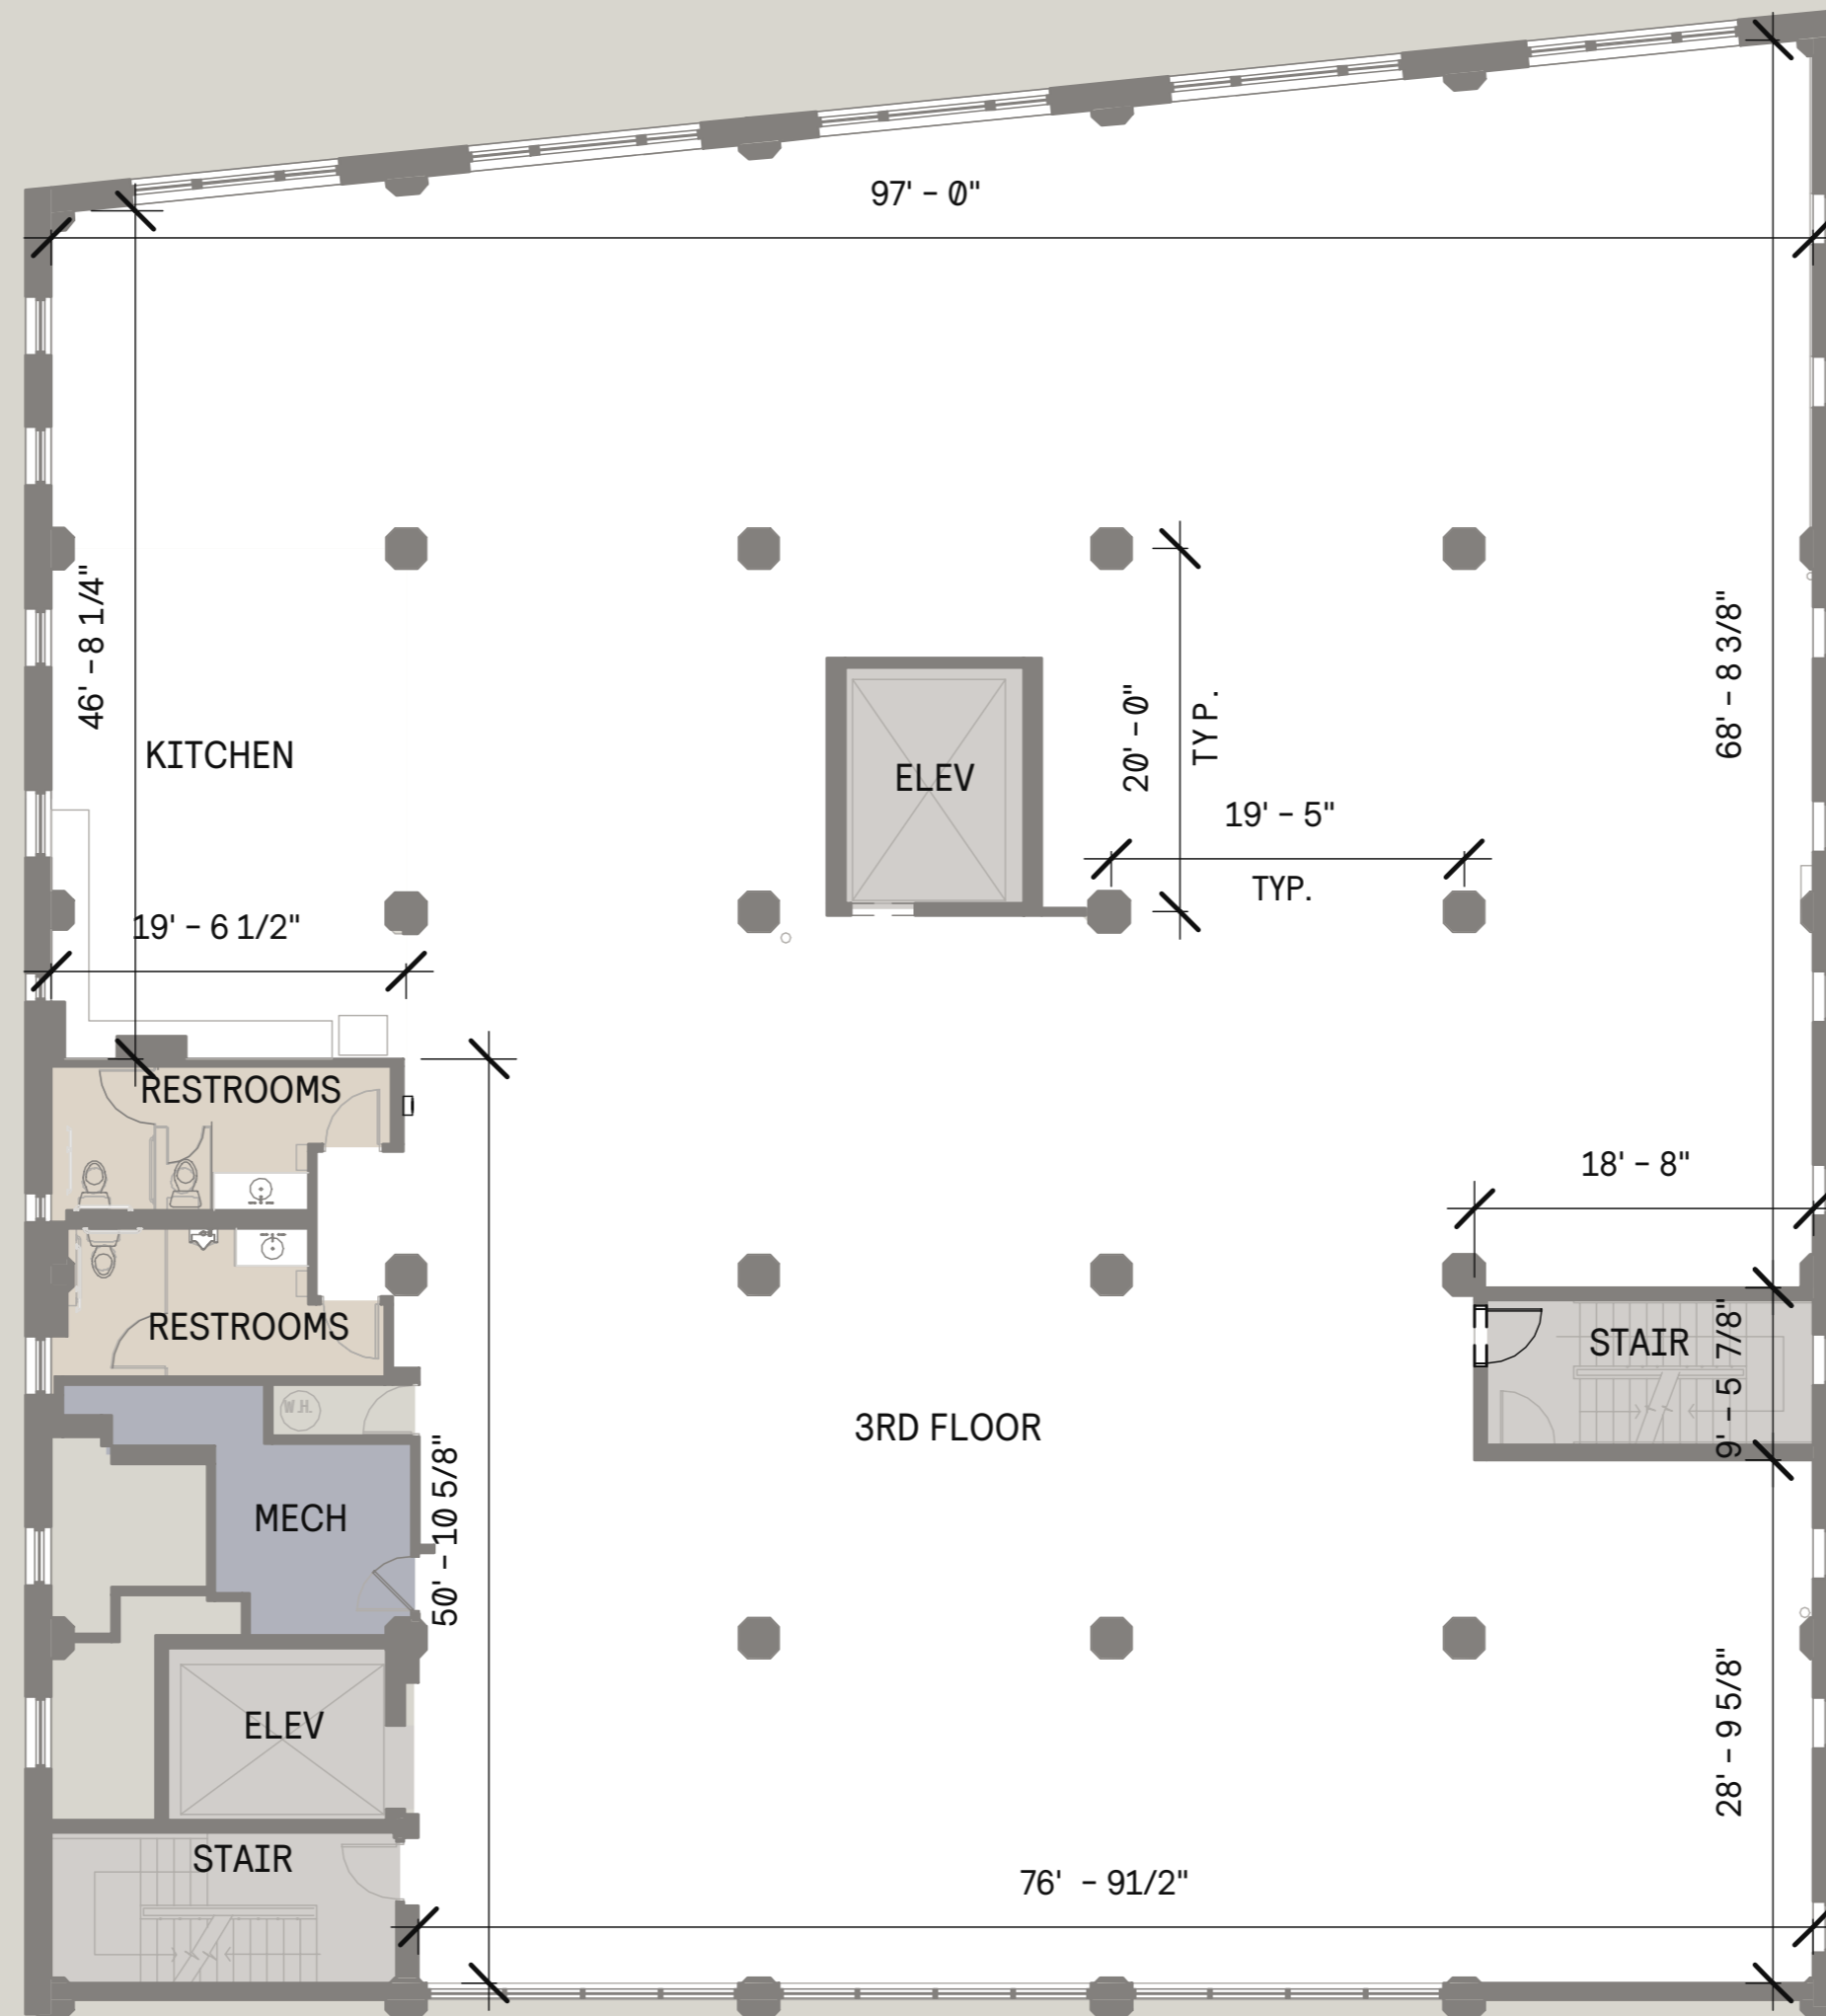 97' - 0"
46' - 8 1/4"
68' - 8 3/8"
KITCHEN
ELEV
20' - 0"
TYP.
19' - 5"
TYP.
19' - 6 1/2"
RESTROOMS
18' - 8"
RESTROOMS
STAIR
9' - 5 7/8"
W.H.
3RD FLOOR
MECH
50' - 10 5/8"
ELEV
28' - 9 5/8"
STAIR
76' - 91/2"